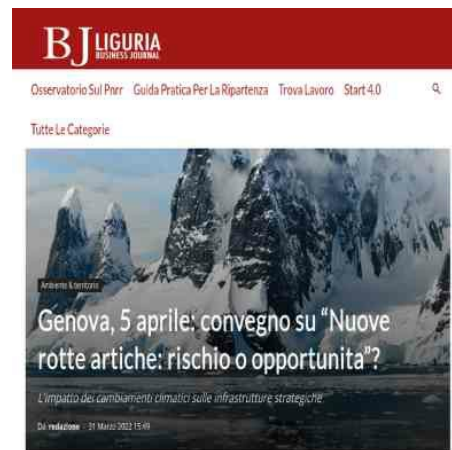 BJ LIGURIA
BUSINESS JOURNAL
Osservatorio Sul Pnrr Guida Pratica Per La Ripartenza Trova Lavoro Start 4.0
Tutte Le Categorie
Ambiente & territorio
Genova, 5 aprile: convegno su “Nuove
rotte artiche: rischio o opportunita”?
L'impatto dei cambiamenti climatici sulle infrastrutture strategiche
Da redazione - 31 Marzo 2022 15:49